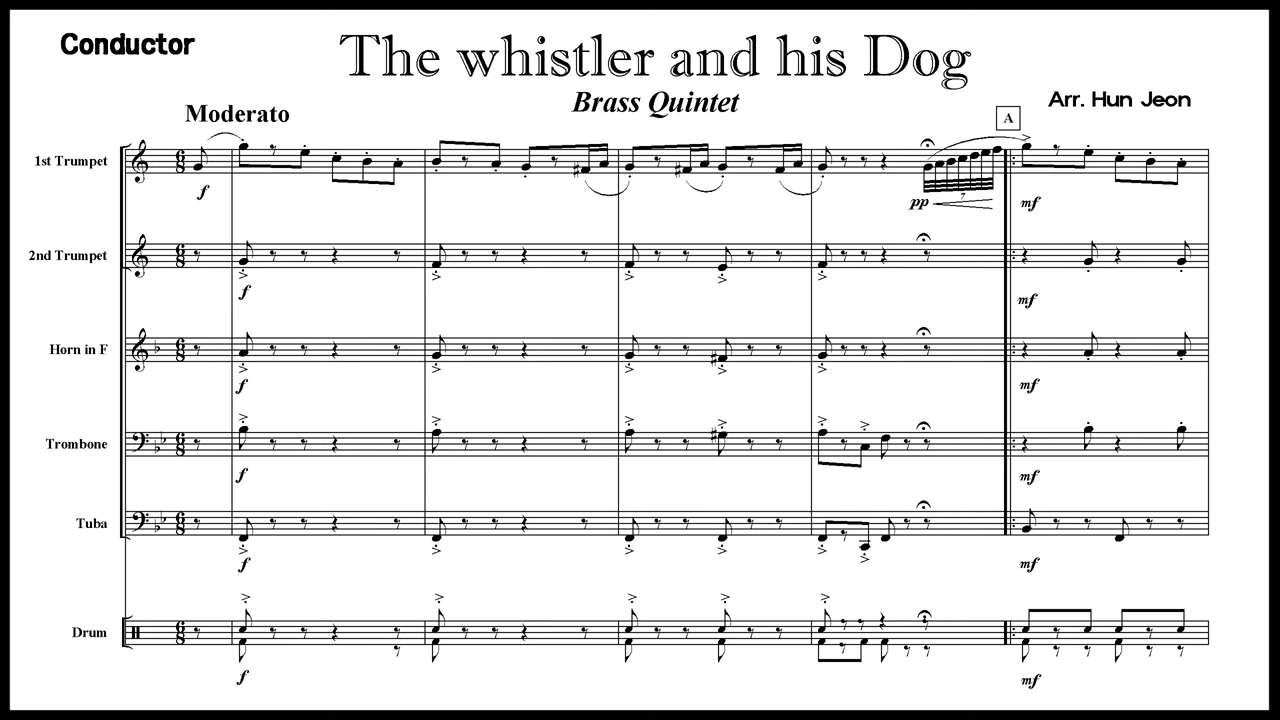 Conductor
The whistler and his Dog
Brass Quintet
Arr. Hun Jeon
Moderato
A
1st Trumpet
f
pp
7
mf
2nd Trumpet
f
mf
Horn in F
f
mf
Trombone
f
mf
Tuba
f
mf
Drum
f
mf